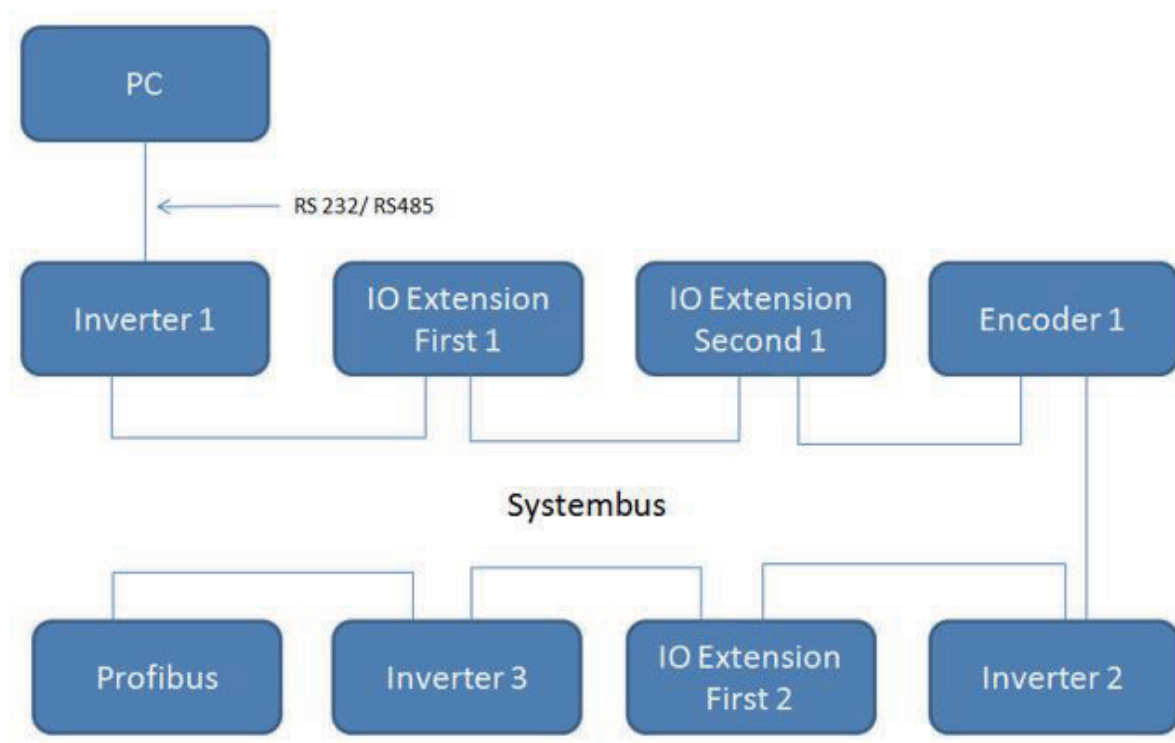 PC
RS 232/ RS485
Inverter 1
IO Extension
First 1
IO Extension
Second 1
Encoder 1
Systembus
Profibus
Inverter 3
IO Extension
First 2
Inverter 2